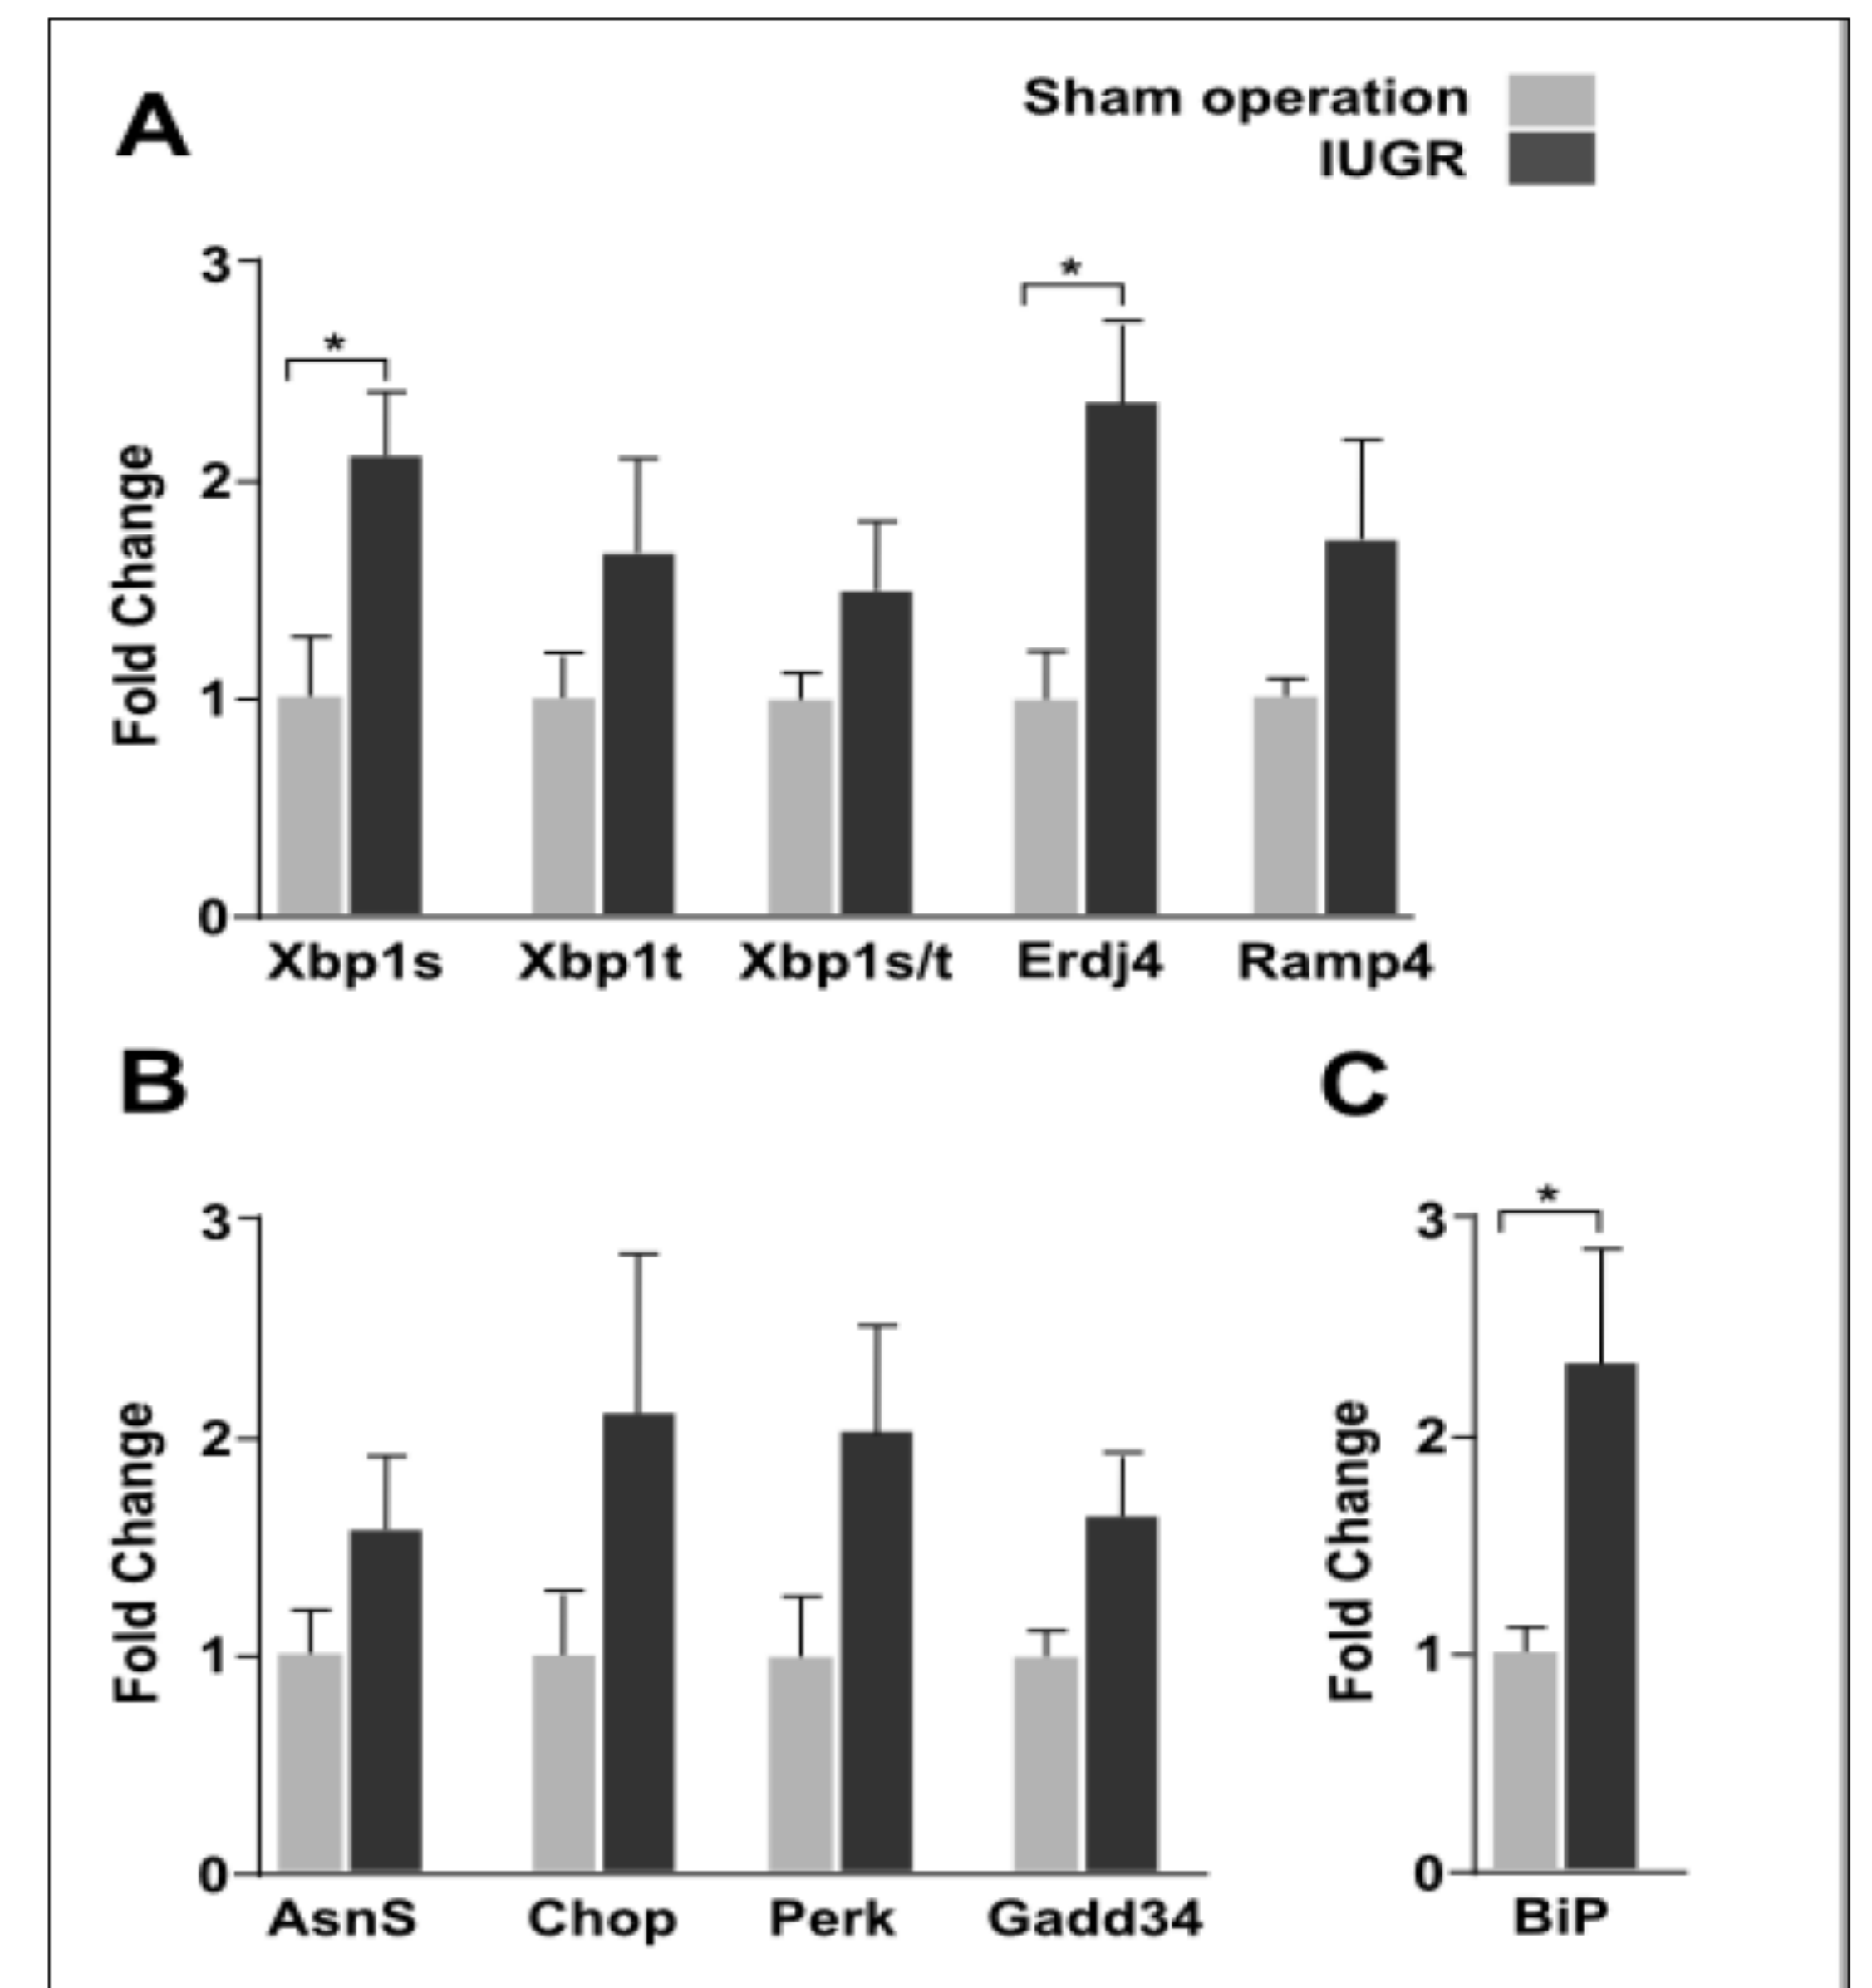 A
Sham operation
IUGR
Fold Change
3
2
1
0
*
*
Xbp1s Xbp1t Xbp1s/t Erdj4 Ramp4
B
Fold Change
3
2
1
0
AsnS Chop Perk Gadd34
C
Fold Change
3
2
1
0
*
BiP